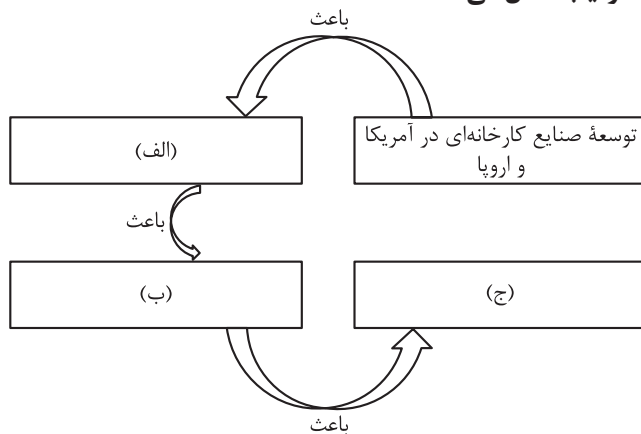 باعث
توسعهٔ صنایع کارخانه‌ای در آمریکا
و اروپا
(الف)
باعث
(ب)
(ج)
باعث